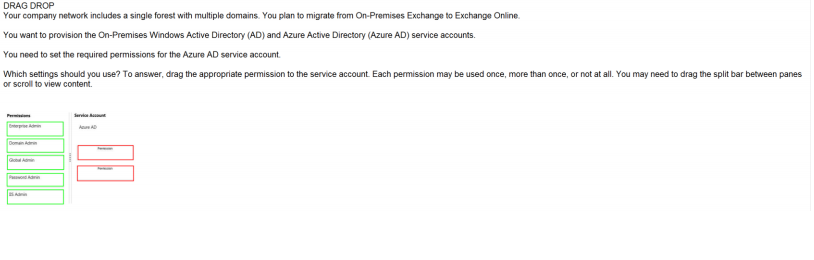 DRAG DROP
Your company network includes a single forest with multiple domains. You plan to migrate from On-Premises Exchange to Exchange Online.
You want to provision the On-Premises Windows Active Directory (AD) and Azure Active Directory (Azure AD) service accounts.
You need to set the required permissions for the Azure AD service account.
Which settings should you use? To answer, drag the appropriate permission to the service account. Each permission may be used once, more than once, or not at all. You may need to drag the split bar between panes
or scroll to view content.
Permissions
Service Account
Enterprise Admin
Azure AD
Domain Admin
Permission
Global Admin
Permission
Password Admin
ES Admin